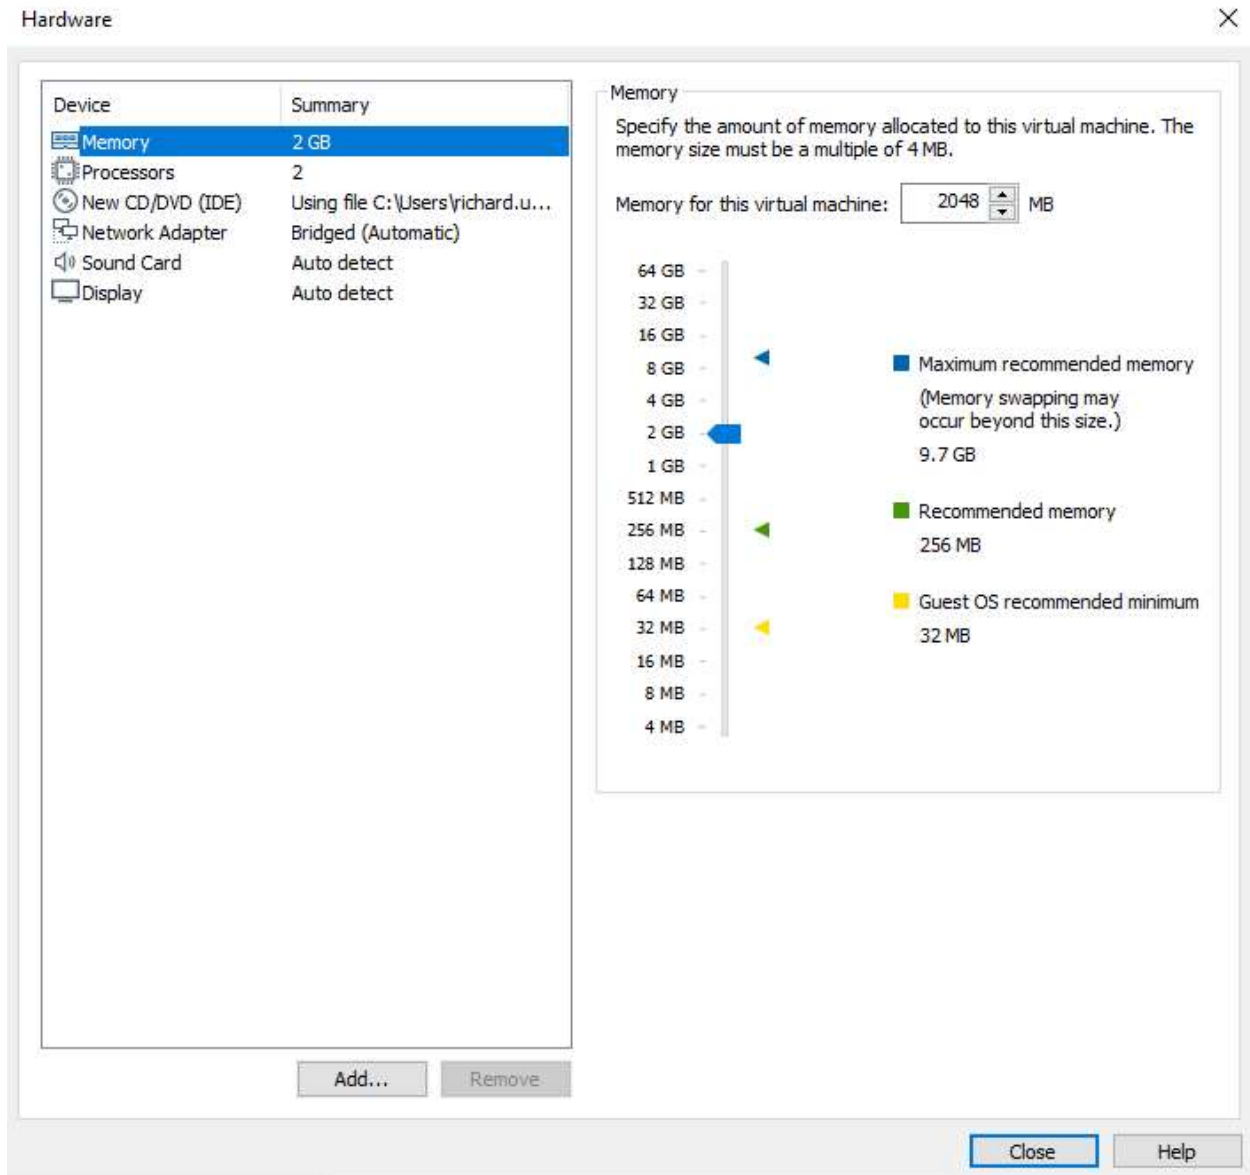 Hardware
Device Summary
Memory 2 GB
Processors 2
New CD/DVD (IDE) Using file C:\Users\richard.u...
Network Adapter Bridged (Automatic)
Sound Card Auto detect
Display Auto detect
Add... Remove
Memory
Specify the amount of memory allocated to this virtual machine. The
memory size must be a multiple of 4 MB.
Memory for this virtual machine: 2048 MB
64 GB
32 GB
16 GB
8 GB
4 GB
2 GB
1 GB
512 MB
256 MB
128 MB
64 MB
32 MB
16 MB
8 MB
4 MB
Maximum recommended memory
(Memory swapping may
occur beyond this size.)
9.7 GB
Recommended memory
256 MB
Guest OS recommended minimum
32 MB
Close Help